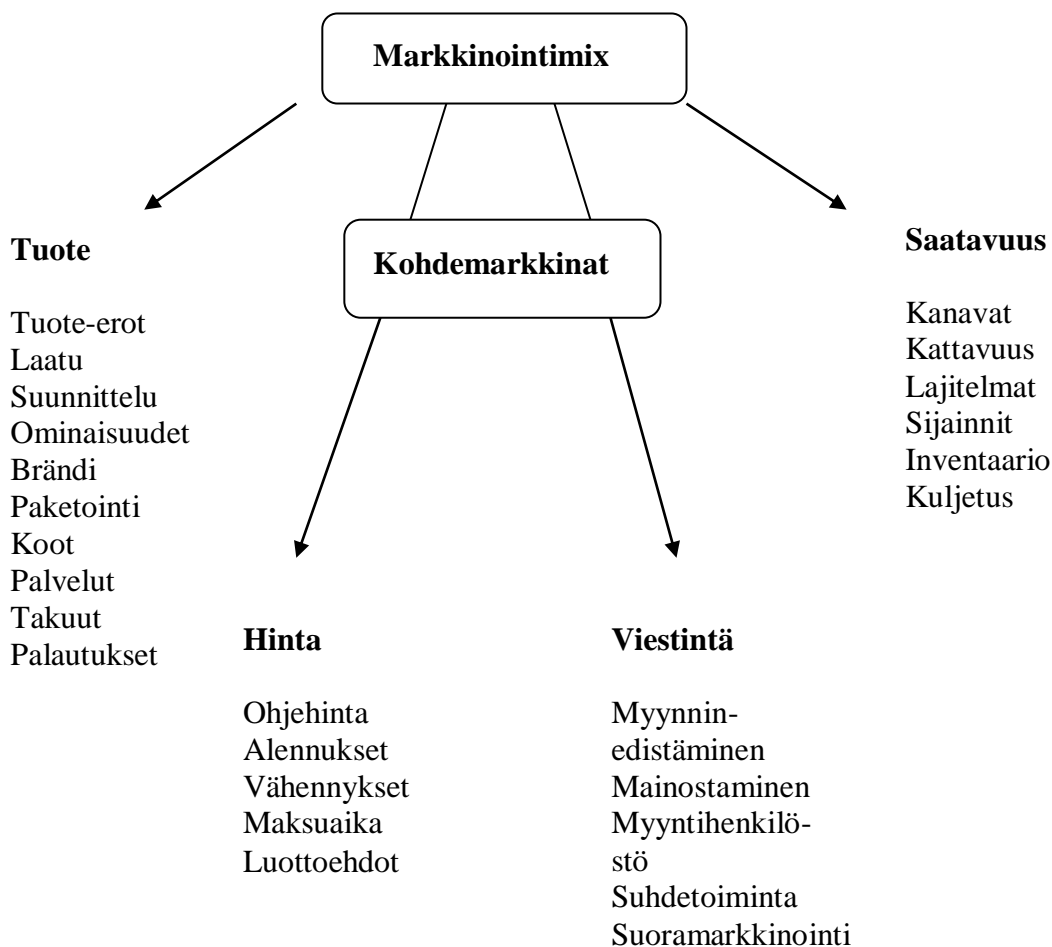 Markkinointimix
Kohdemarkkinat
Tuote
Tuote-erot
Laatu
Suunnittelu
Ominaisuudet
Brändi
Paketointi
Koot
Palvelut
Takuut
Palautukset
Hinta
Ohjehinta
Alennukset
Vähennykset
Maksuaika
Luottoehdot
Viestintä
Myynnin-
edistäminen
Mainostaminen
Myyntihenkilö-
stö
Suhdetoiminta
Suoramarkkinointi
Saatavuus
Kanavat
Kattavuus
Lajitelmat
Sijainnit
Inventaario
Kuljetus